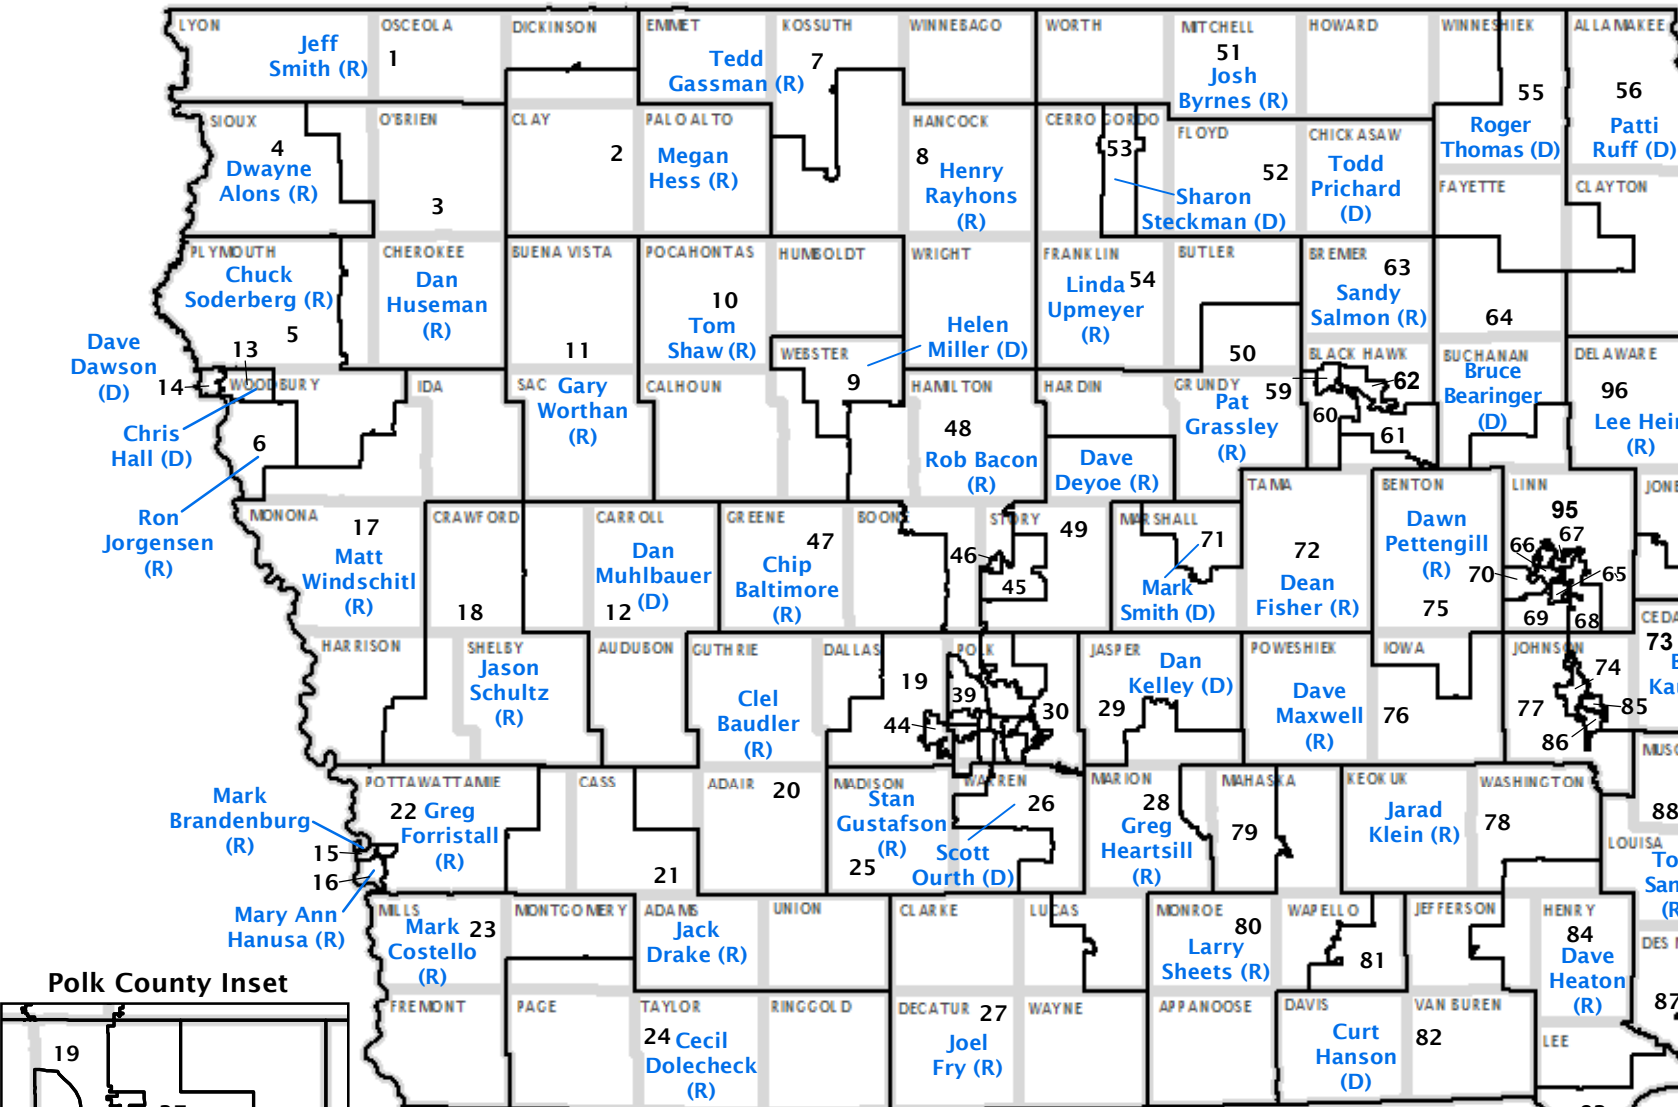 LYON
OSCEOLA
DICKINSON
EMMET
KOSSUTH
WINNEBAGO
WORTH
MITCHELL
HOWARD
WINNESHIEK
ALLAMAKEE
Jeff
Smith (R)
1
Tedd
Gassman (R)
7
51
Josh
Byrnes (R)
55
56
SIOUX
O'BRIEN
CLAY
PALO ALTO
HANCOCK
CERRO GORDO
FLOYD
CHICKASAW
Roger
Thomas (D)
Patti
Ruff (D)
4
Dwayne
Alons (R)
3
2
Megan
Hess (R)
8
Henry
Rayhons
(R)
53
Sharon
Steckman (D)
52
Todd
Prichard
(D)
FAYETTE
CLAYTON
PLYMOUTH
CHEROKEE
BUENA VISTA
POCAHONTAS
HUMBOLDT
WRIGHT
FRANKLIN
BUTLER
BREMER
Chuck
Soderberg (R)
5
Dan
Huseman
(R)
10
Tom
Shaw (R)
Helen
Miller (D)
Linda
Upmeyer
(R)
54
63
Sandy
Salmon (R)
64
Dave
Dawson
(D)
13
14
WOODBURY
IDA
11
SAC
Gary
Worthan
(R)
CALHOUN
WEBSTER
9
HAMILTON
HARDIN
50
GRUNDY
BLACK HAWK
BUCHANAN
DELAWARE
Pat
Grassley
(R)
59
62
60
61
Bruce
Bearinger
(D)
96
Lee Hei
(R)
Chris
Hall (D)
6
48
Rob Bacon
(R)
Dave
Deyoe (R)
Ron
Jorgensen
(R)
MONONA
CRAWFORD
CARROLL
GREENE
BOONE
STORY
MARSHALL
TAMA
BENTON
LINN
JONE
17
Matt
Windschitl
(R)
18
Dan
Muhlbauer
(D)
12
47
Chip
Baltimore
(R)
46
45
49
71
Mark
Smith (D)
72
Dean
Fisher (R)
Dawn
Pettengill
(R)
75
95
66
67
70
65
69
68
HARRISON
SHELBY
AUDUBON
GUTHRIE
DALLAS
POLK
JASPER
POWESHIEK
IOWA
JOHNSON
CEDA
Jason
Schultz
(R)
Clel
Baudler
(R)
19
39
44
30
Dan
Kelley (D)
29
Dave
Maxwell
(R)
76
77
74
85
86
73
Ka
MUSC
POTTAWATTAMIE
CASS
ADAIR
MADISON
WARREN
MARION
MAHASKA
KEOKUK
WASHINGTON
Mark
Brandenburg
(R)
22
Greg
Forristall
(R)
20
Stan
Gustafson
(R)
25
26
Scott
Ourth (D)
28
Greg
Heartsill
(R)
79
Jarad
Klein (R)
78
88
LOUISA
15
16
21
Mary Ann
Hanusa (R)
To
San
(R
MILLS
MONTGOMERY
ADAMS
UNION
CLARKE
LUCAS
MONROE
WAPELLO
JEFFERSON
HENRY
DES
Mark
Costello
(R)
23
Jack
Drake (R)
80
Larry
Sheets (R)
81
84
Dave
Heaton
(R)
87
Polk County Inset
FREMONT
PAGE
TAYLOR
RINGGOLD
DECATUR
WAYNE
APPANOOSE
DAVIS
VAN BUREN
LEE
24
Cecil
Dolecheck
(R)
27
Joel
Fry (R)
Curt
Hanson
(D)
82
19